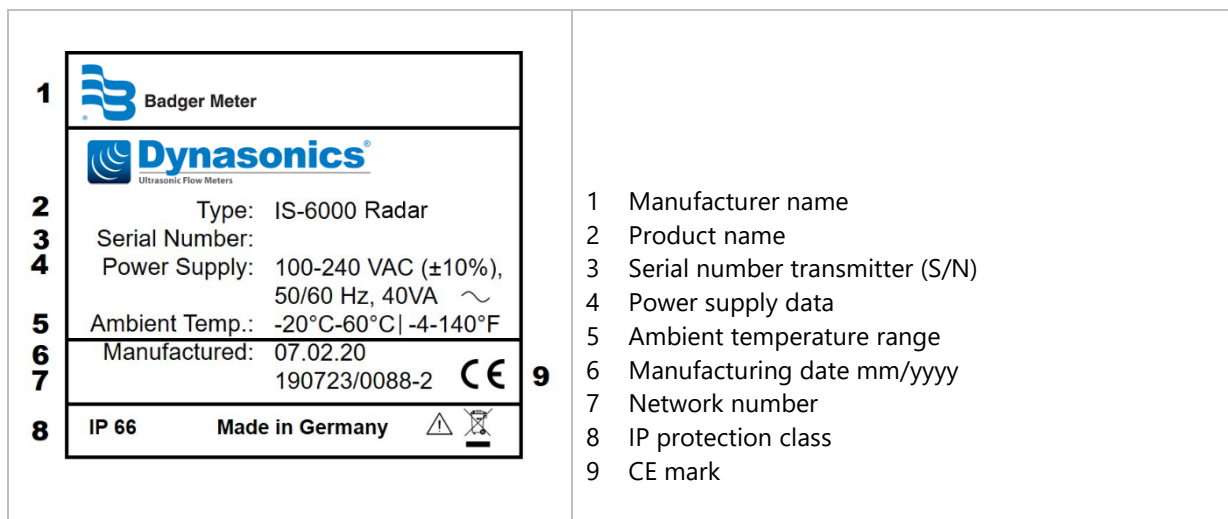 1
Badger Meter
®
Dynasonics®
Ultrasonic Flow Meters
2 Type: IS-6000 Radar
3 Serial Number:
4 Power Supply: 100-240 VAC (±10%),
50/60 Hz, 40VA ～
5 Ambient Temp.: -20°C-60°C| -4-140°F
6 Manufactured: 07.02.20
7 190723/0088-2 CE 9
8 IP 66 Made in Germany
1 Manufacturer name
2 Product name
3 Serial number transmitter (S/N)
4 Power supply data
5 Ambient temperature range
6 Manufacturing date mm/yyyy
7 Network number
8 IP protection class
9 CE mark